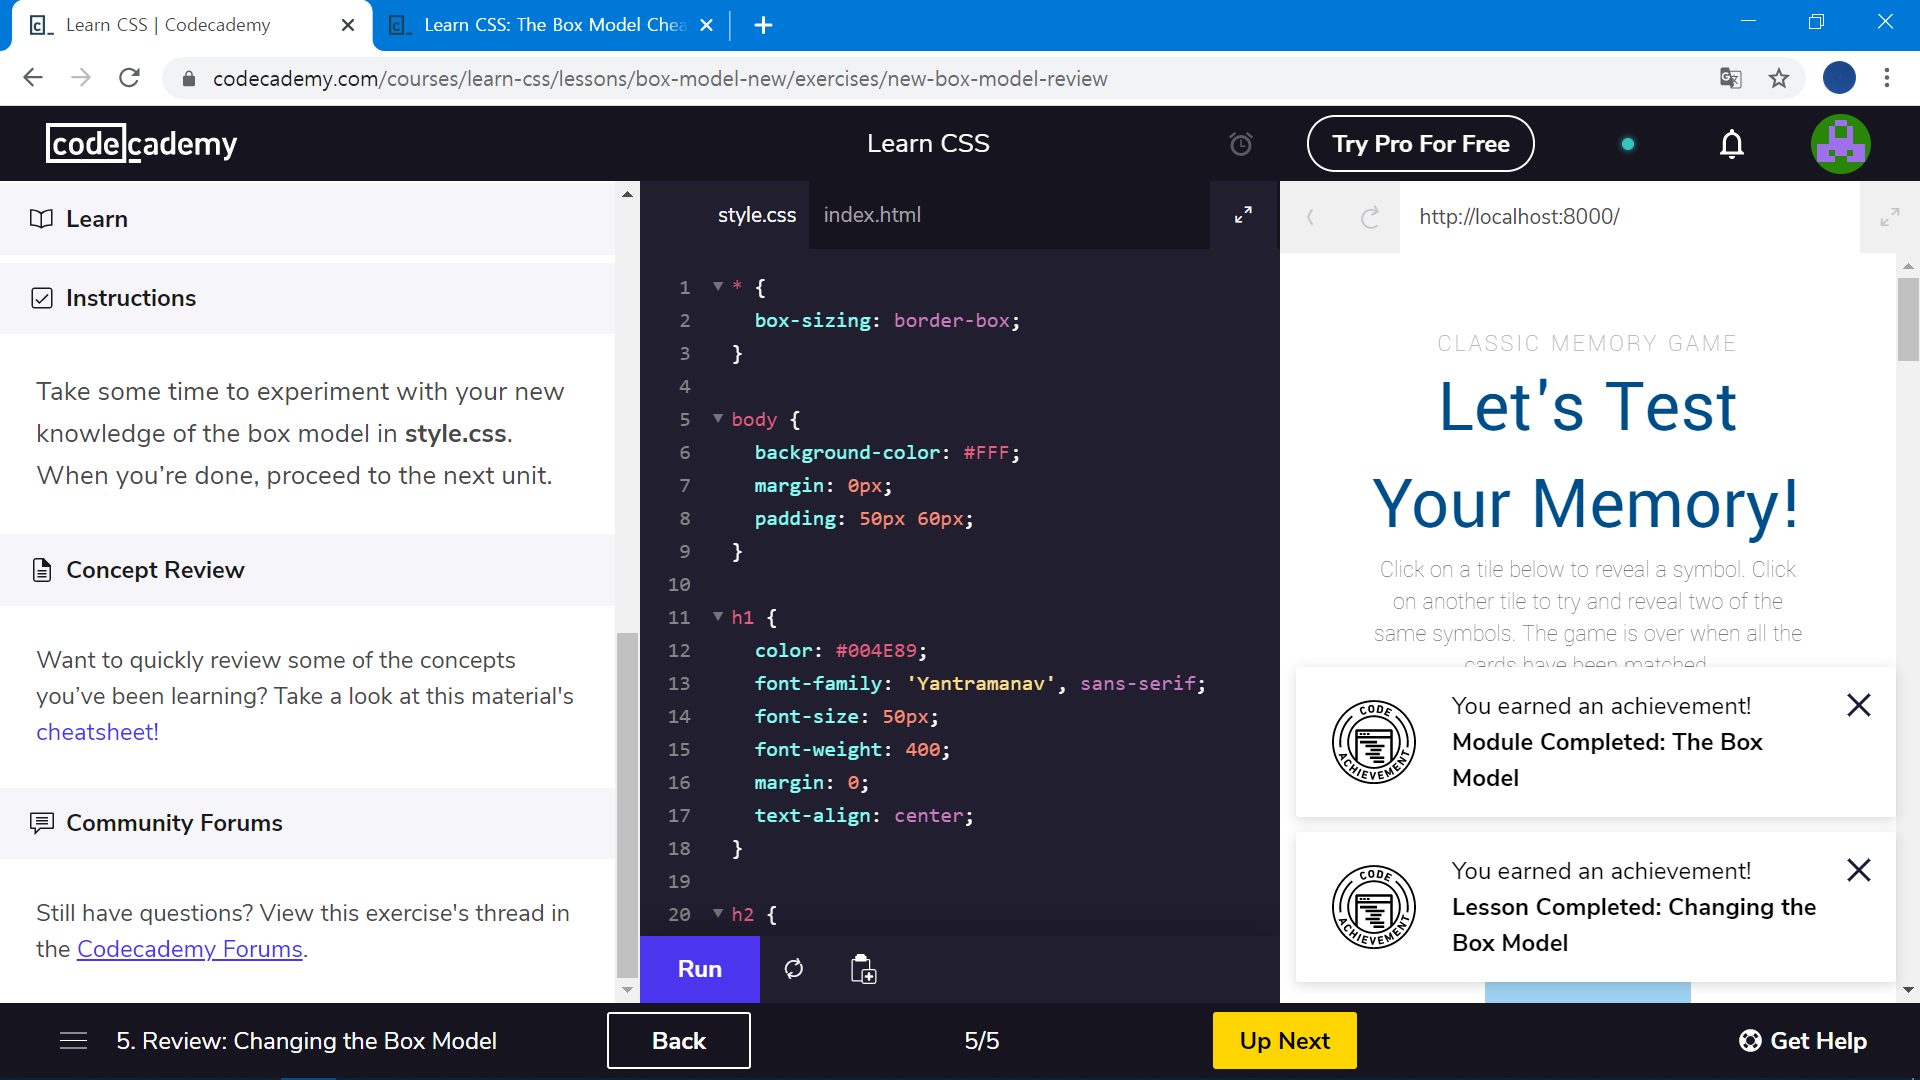 Learn CSS | Codecademy
Learn CSS: The Box Model Chea
codecademy.com/courses/learn-css/lessons/box-model-new/exercises/new-box-model-review
codecademy
Learn CSS
Try Pro For Free
Learn
Instructions
Take some time to experiment with your new
knowledge of the box model in style.css.
When you’re done, proceed to the next unit.
Concept Review
Want to quickly review some of the concepts
you’ve been learning? Take a look at this material's
cheatsheet!
Community Forums
Still have questions? View this exercise's thread in
the Codecademy Forums.
style.css
index.html
1 * {
2 box-sizing: border-box;
3 }
4
5 body {
6 background-color: #FFF;
7 margin: 0px;
8 padding: 50px 60px;
9 }
10
11 h1 {
12 color: #004E89;
13 font-family: 'Yantramanav', sans-serif;
14 font-size: 50px;
15 font-weight: 400;
16 margin: 0;
17 text-align: center;
18 }
19
20 h2 {
Run
http://localhost:8000/
CLASSIC MEMORY GAME
Let's Test
Your Memory!
Click on a tile below to reveal a symbol. Click
on another tile to try and reveal two of the
same symbols. The game is over when all the
cards have been matched.
CODE ACHIEVEMENT
You earned an achievement!
Module Completed: The Box
Model
CODE ACHIEVEMENT
You earned an achievement!
Lesson Completed: Changing the
Box Model
5. Review: Changing the Box Model
Back
5/5
Up Next
Get Help